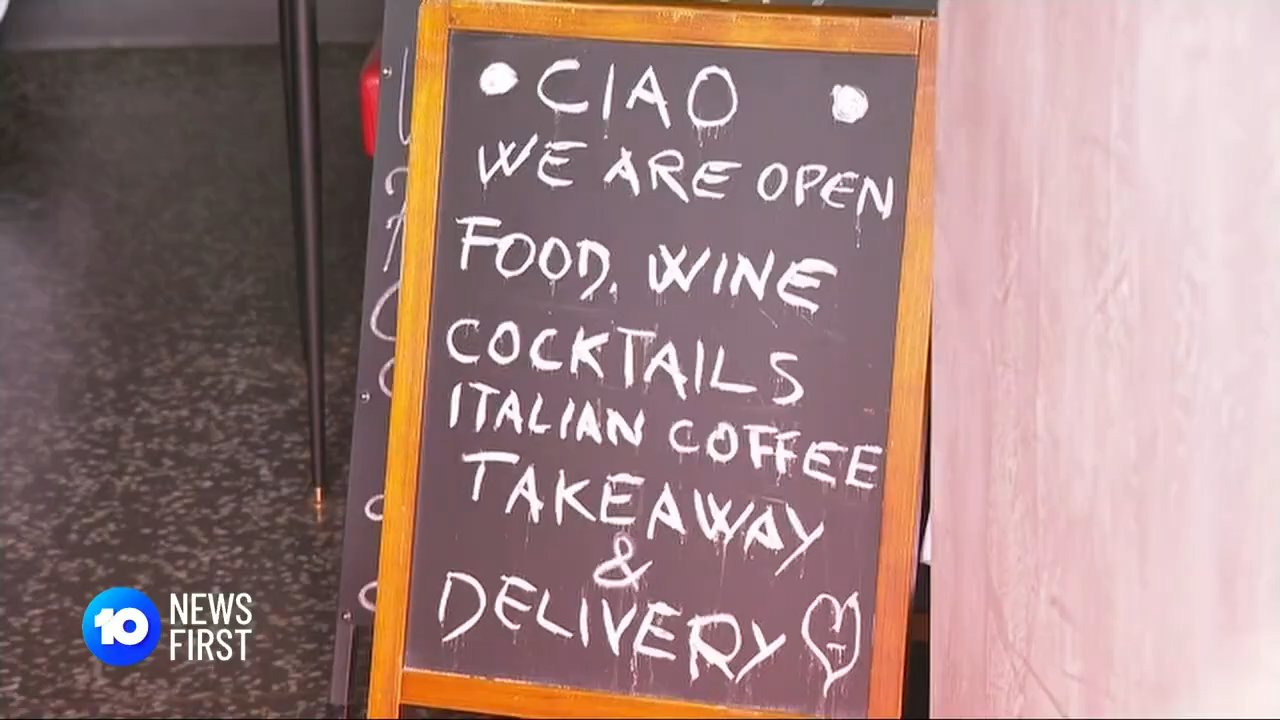 CIAO
WE ARE OPEN
FOOD, WINE
COCKTAILS
ITALIAN COFFEE
TAKEAWAY
&
DELIVERY
10 NEWS
FIRST